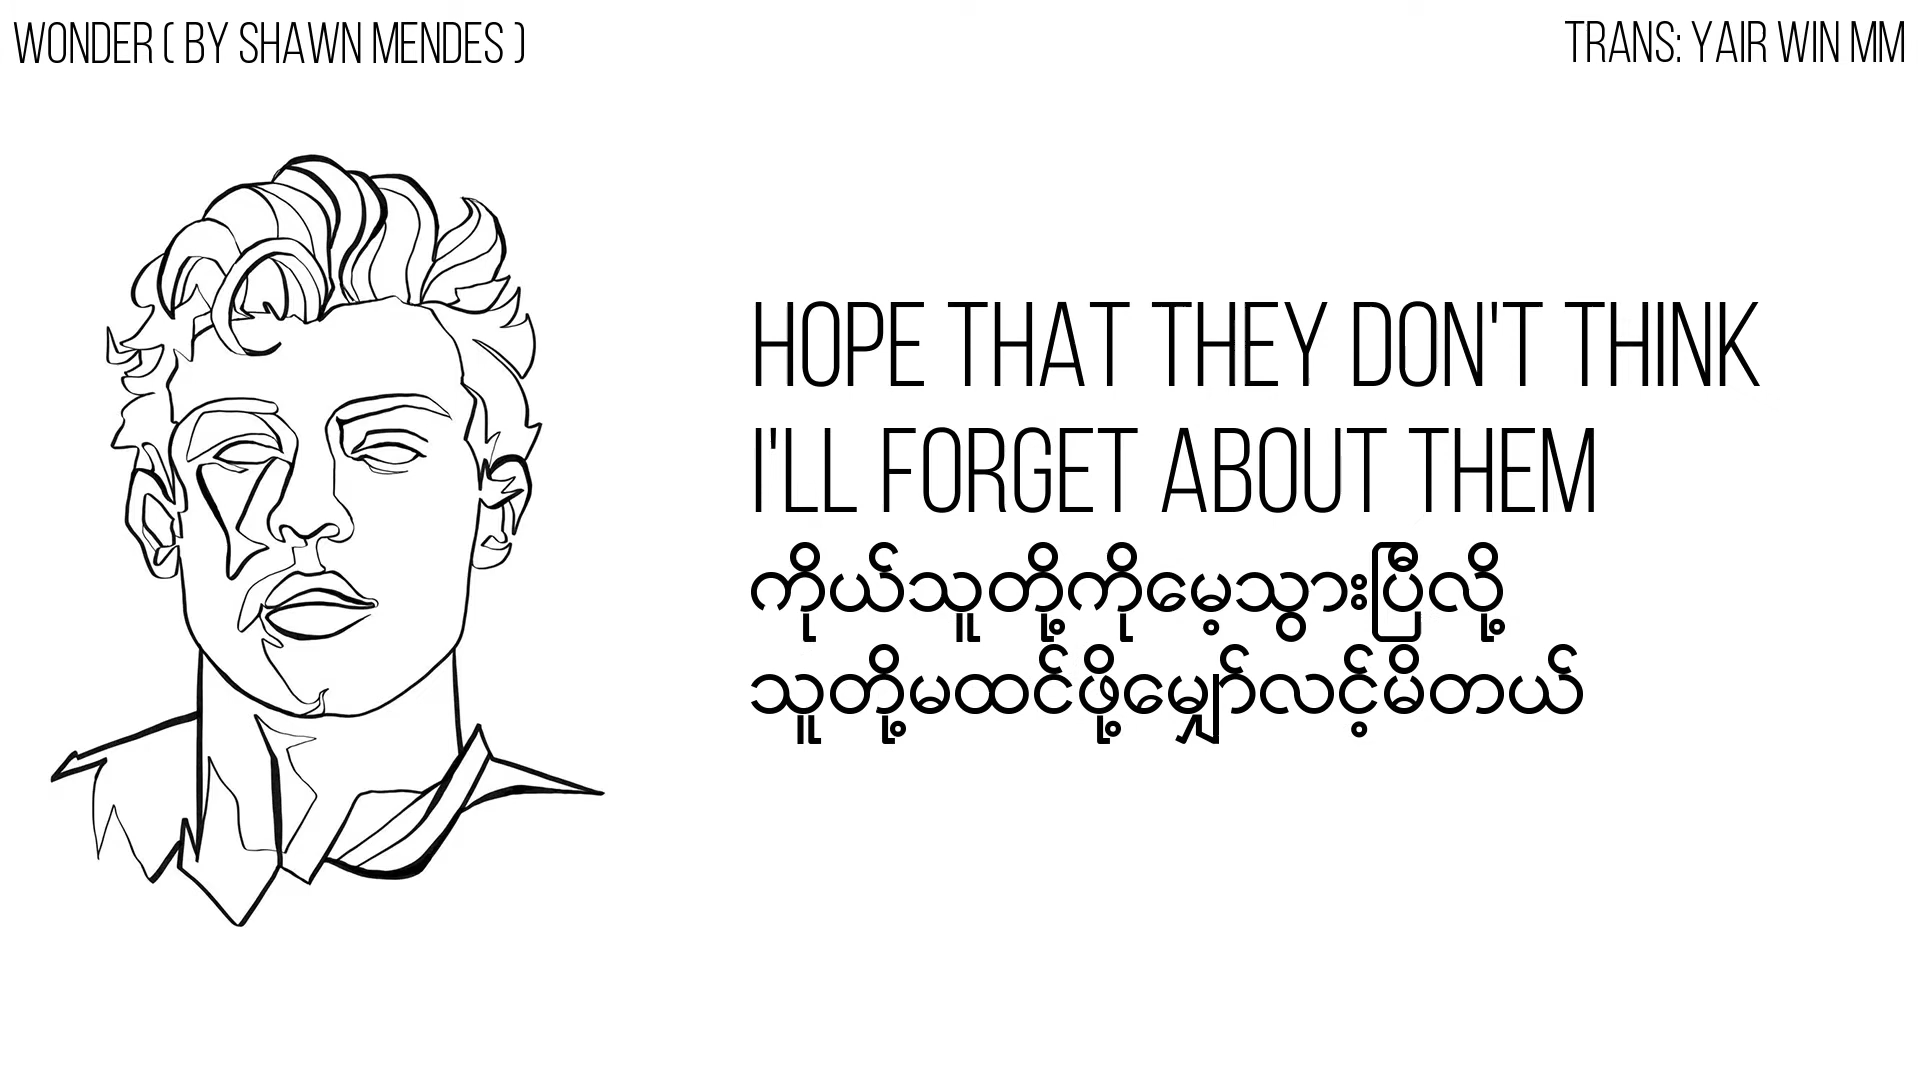 WONDER ( BY SHAWN MENDES )
TRANS: YAIR WIN MM
HOPE THAT THEY DON'T THINK
I'LL FORGET ABOUT THEM
ကိုယ်သူတို့ကိုမေ့သွားပြီလို့
သူတို့မထင်ဖို့မျှော်လင့်မိတယ်